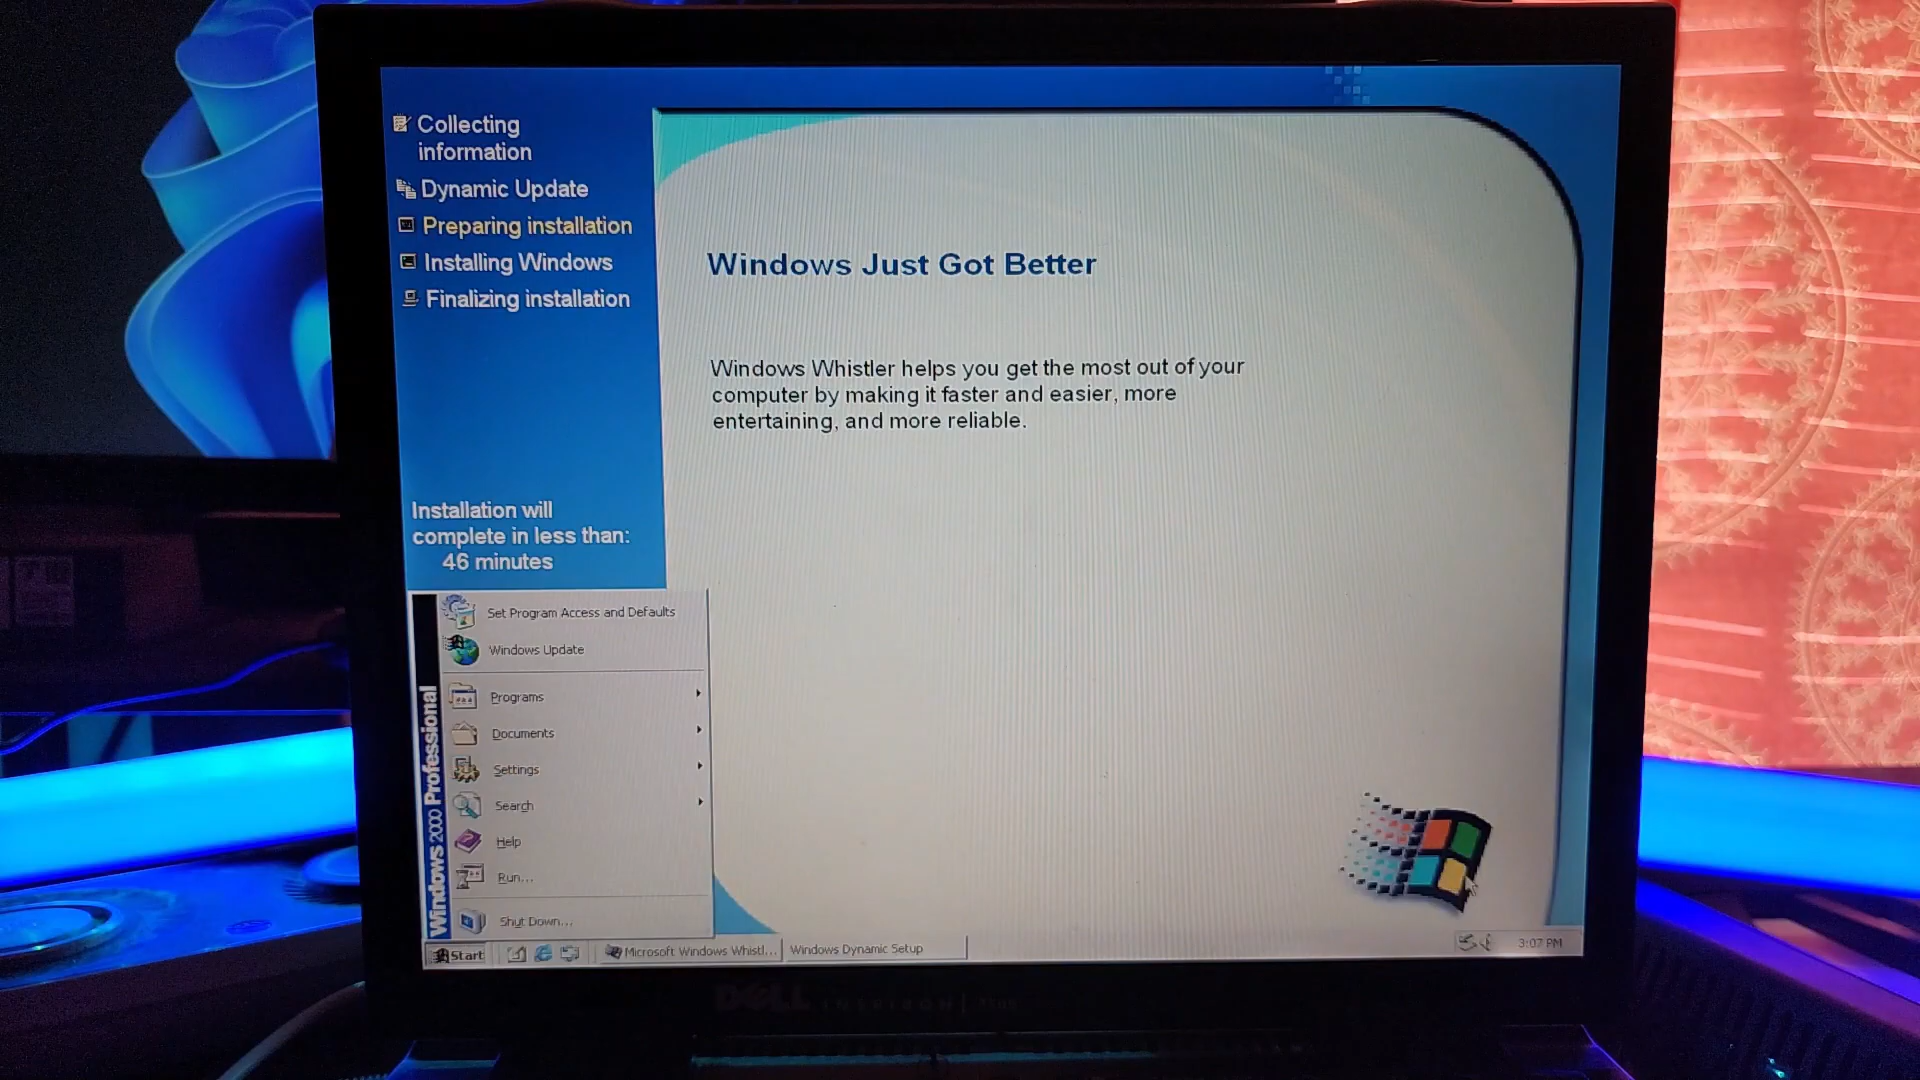 Collecting
information
Dynamic Update
Preparing installation
Installing Windows
Finalizing installation
Installation will
complete in less than:
46 minutes
Windows Just Got Better
Windows Whistler helps you get the most out of your
computer by making it faster and easier, more
entertaining, and more reliable.
Windows 2000 Professional
Set Program Access and Defaults
Windows Update
Programs
Documents
Settings
Search
Help
Run...
Shut Down...
Start
Microsoft Windows Whistl...
Windows Dynamic Setup
3:07 PM
DELL INSPIRON